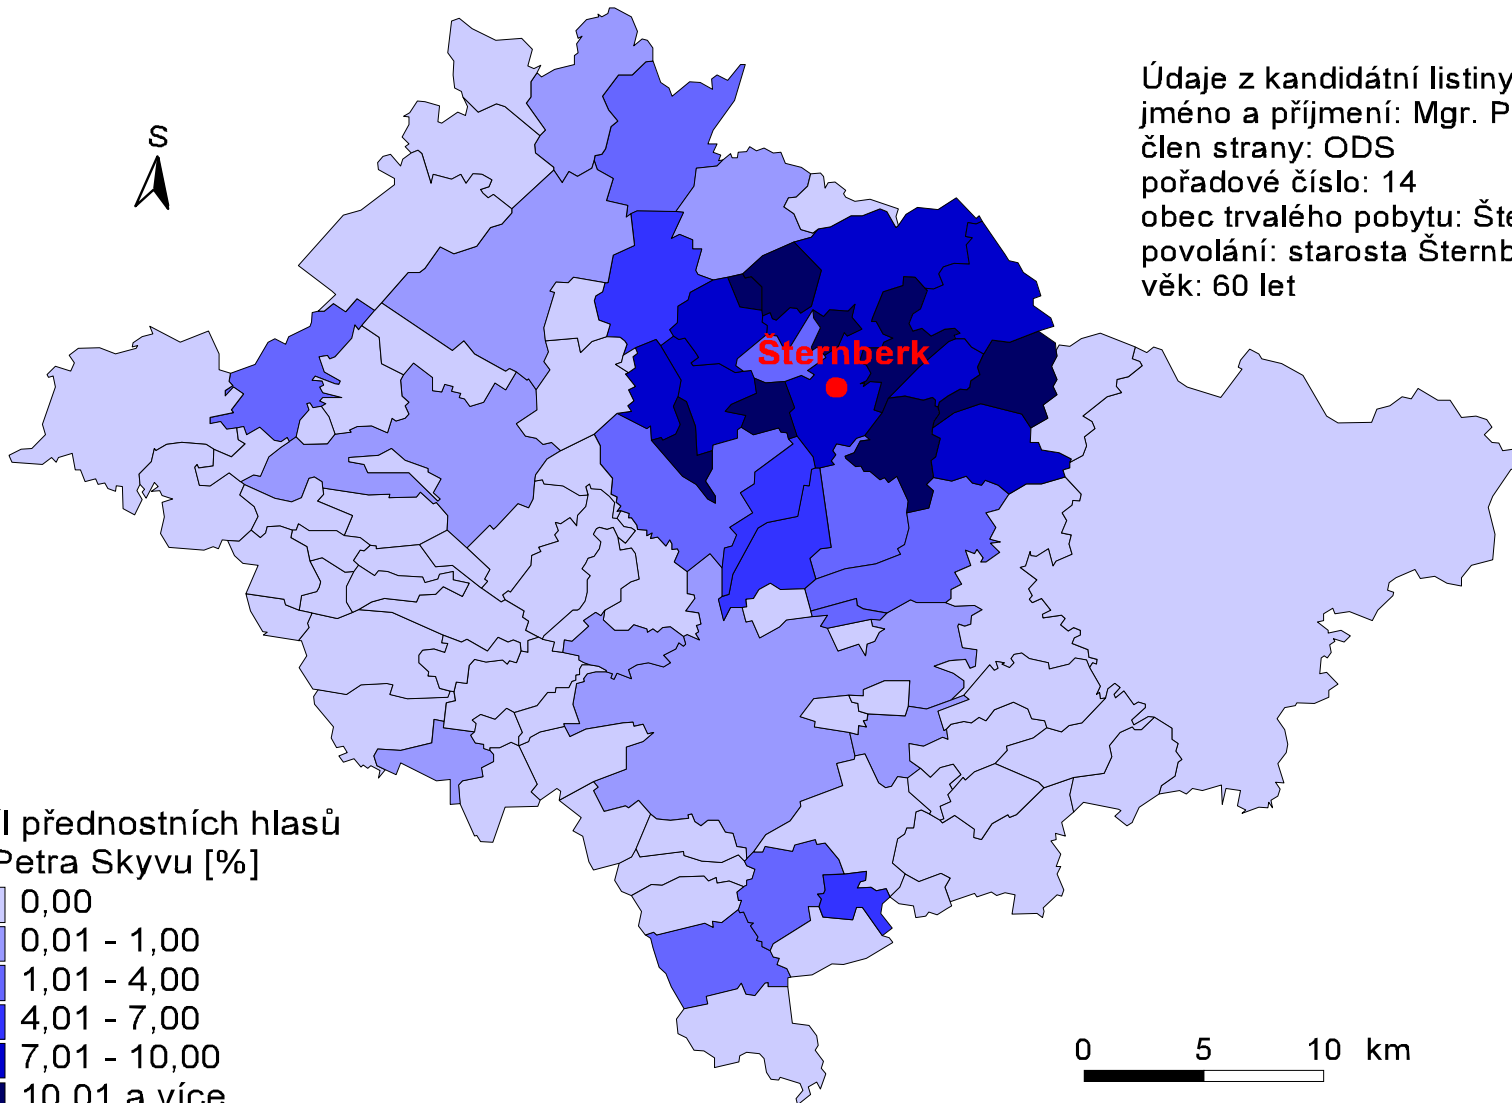 Údaje z kandidátní listiny
jméno a příjmení: Mgr. P
člen strany: ODS
pořadové číslo: 14
obec trvalého pobytu: Šte
povolání: starosta Šternb
věk: 60 let
S
Šternberk
l přednostních hlasů
Petra Skyvu [%]
0,00
0,01 - 1,00
1,01 - 4,00
4,01 - 7,00
7,01 - 10,00
10,01 a více
0 5 10 km